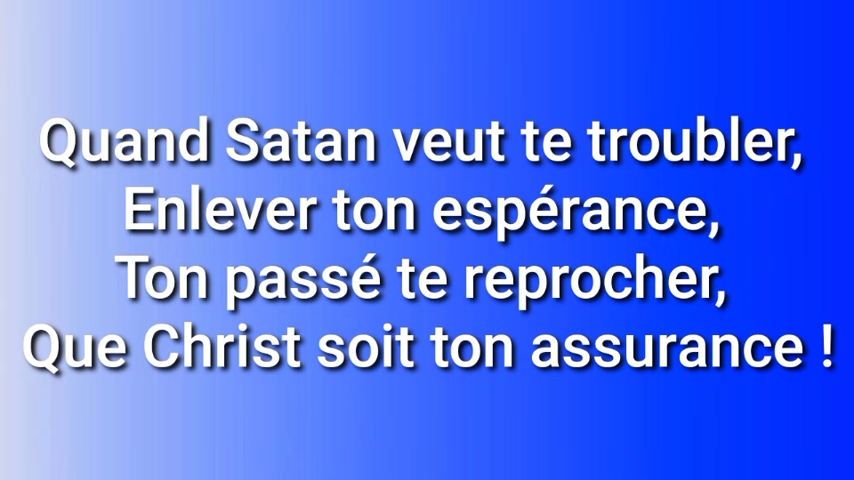 Quand Satan veut te troubler,
Enlever ton espérance,
Ton passé te reprocher,
Que Christ soit ton assurance !